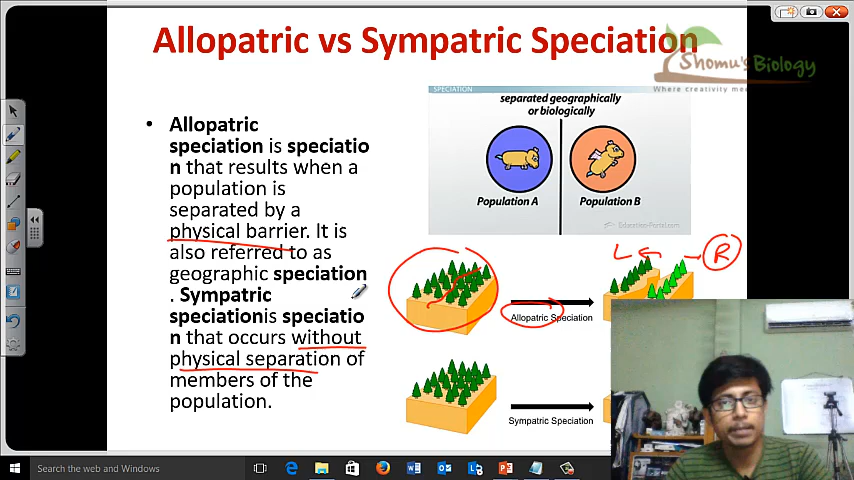 Allopatric vs Sympatric Speciation
Shomu's Biology
Where creativity me
SPECIATION
separated geographically
or biologically
Population A
Population B
Education-Portal.com
• Allopatric
speciation is speciatio
n that results when a
population is
separated by a
physical barrier. It is
also referred to as
geographic speciation
. Sympatric
speciationis speciatio
n that occurs without
physical separation of
members of the
population.
L
R
Allopatric Speciation
Sympatric Speciation
Search the web and Windows